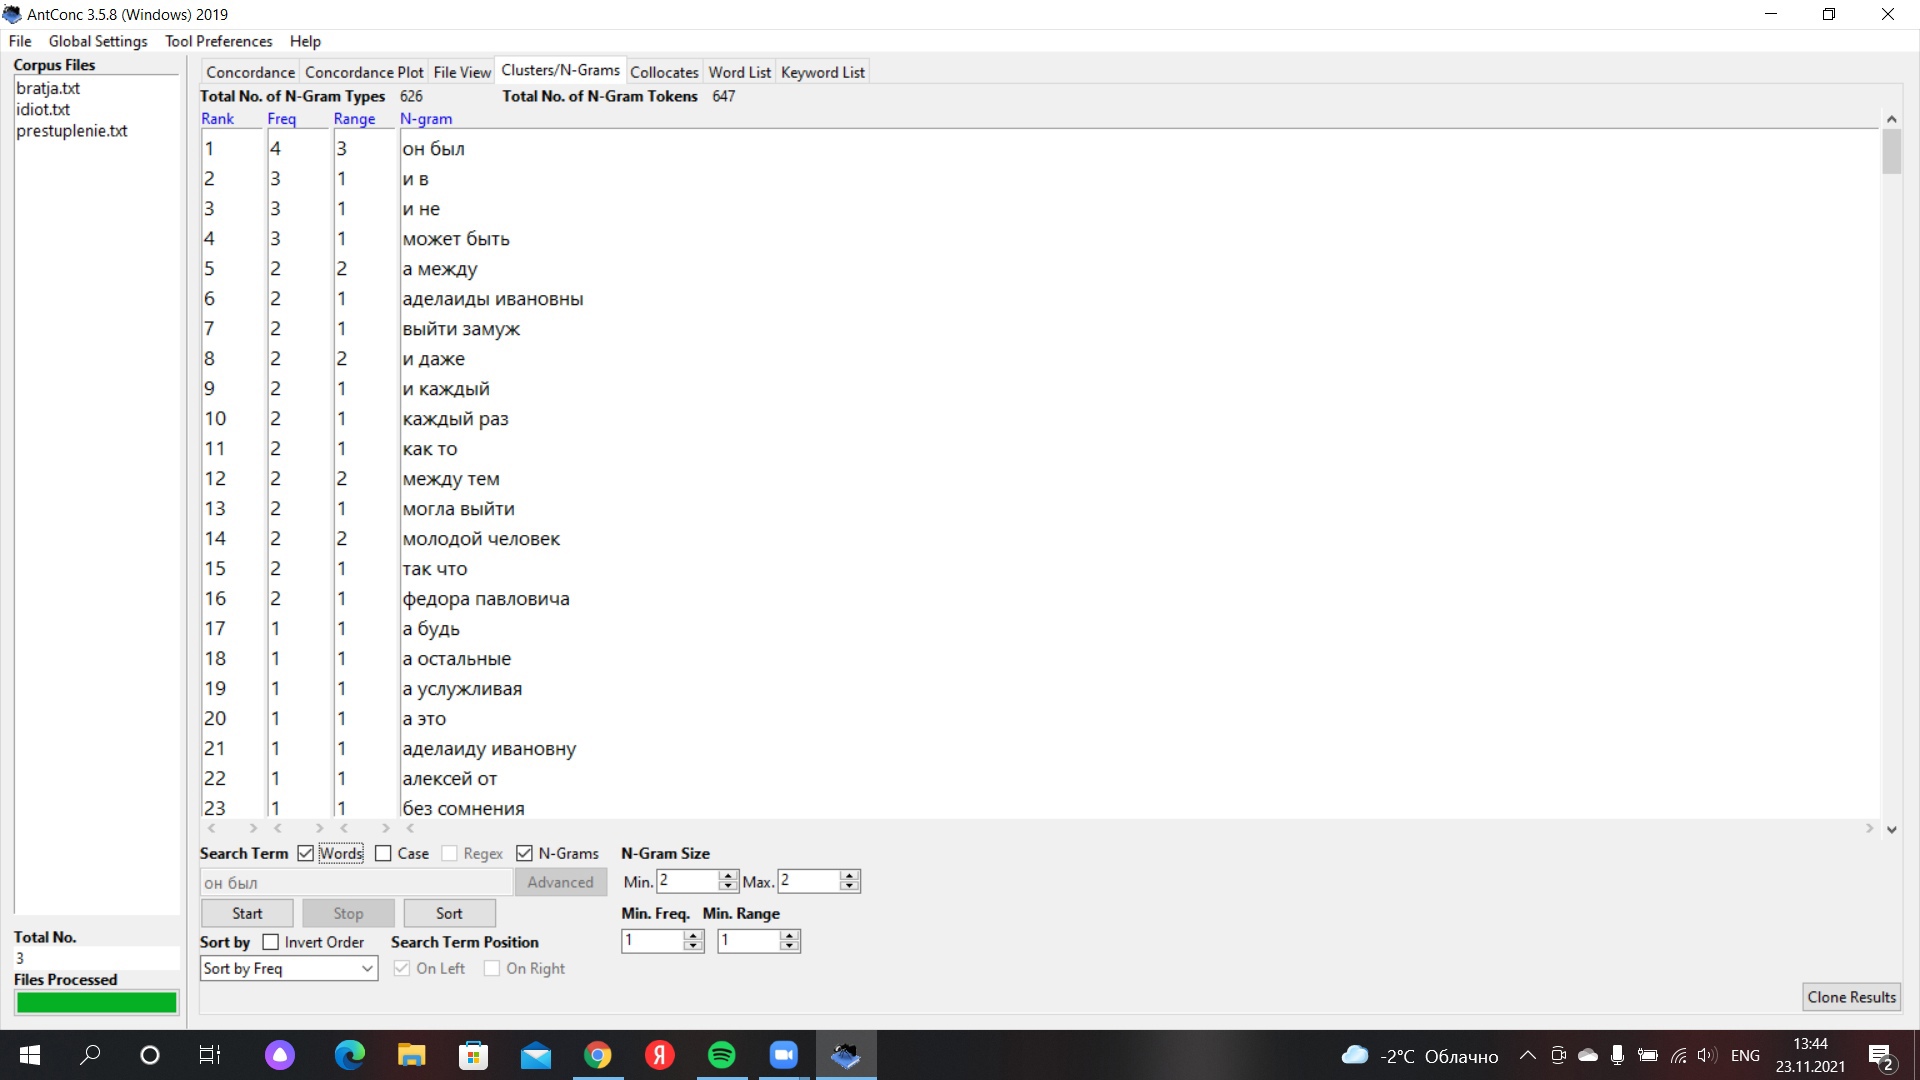 AntConc 3.5.8 (Windows) 2019
File Global Settings Tool Preferences Help
Corpus Files
bratja.txt
idiot.txt
prestuplenie.txt
Total No.
3
Files Processed
Concordance Concordance Plot File View Clusters/N-Grams Collocates Word List Keyword List
Total No. of N-Gram Types 626 Total No. of N-Gram Tokens 647
Rank Freq Range N-gram
1 4 3 он был
2 3 1 и в
3 3 1 и не
4 3 1 может быть
5 2 2 а между
6 2 1 аделаиды ивановны
7 2 1 выйти замуж
8 2 2 и даже
9 2 1 и каждый
10 2 1 каждый раз
11 2 1 как то
12 2 2 между тем
13 2 1 могла выйти
14 2 2 молодой человек
15 2 1 так что
16 2 1 федора павловича
17 1 1 а будь
18 1 1 а остальные
19 1 1 а услужливая
20 1 1 а это
21 1 1 аделаиду ивановну
22 1 1 алексей от
23 1 1 без сомнения
Search Term Words Case Regex N-Grams N-Gram Size
он был Advanced Min. 2 Max. 2
Start Stop Sort Min. Freq. Min. Range
1 1
Sort by Invert Order Search Term Position
Sort by Freq On Left On Right
Clone Results
-2°C Облачно ENG 13:44
23.11.2021
2